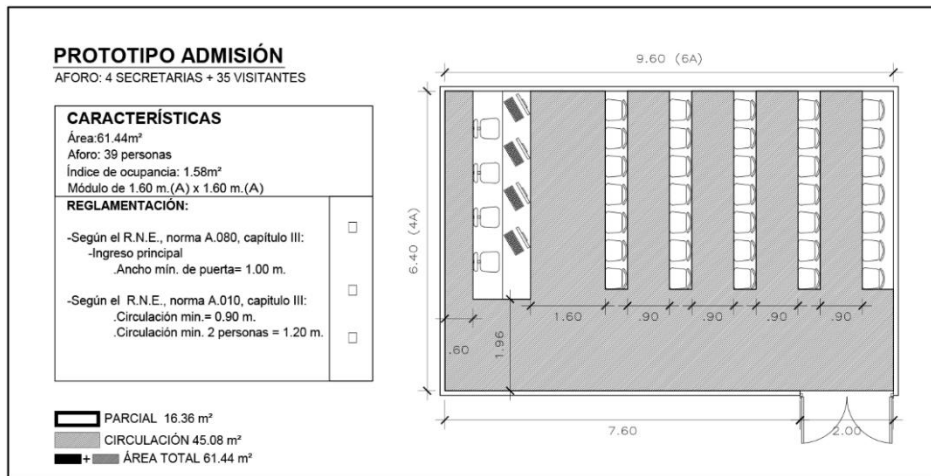 PROTOTIPO ADMISIÓN
AFORO: 4 SECRETARIAS + 35 VISITANTES
CARACTERÍSTICAS
Área:61.44m²
Aforo: 39 personas
Índice de ocupancia: 1.58m²
Módulo de 1.60 m.(A) x 1.60 m.(A)
REGLAMENTACIÓN:
-Según el R.N.E., norma A.080, capítulo III:
-Ingreso principal
.Ancho mín. de puerta= 1.00 m.
-Según el R.N.E., norma A.010, capitulo III:
.Circulación min.= 0.90 m.
.Circulación min. 2 personas = 1.20 m.
PARCIAL 16.36 m²
CIRCULACIÓN 45.08 m²
+ ÁREA TOTAL 61.44 m²
9.60 (6A)
6.40 (4A)
.60
1.96
1.60
.90
.90
.90
.90
7.60
2.00